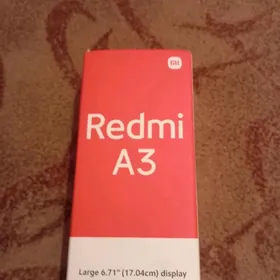 mi
Redmi
A3
Large 6.71" (17.04cm) display